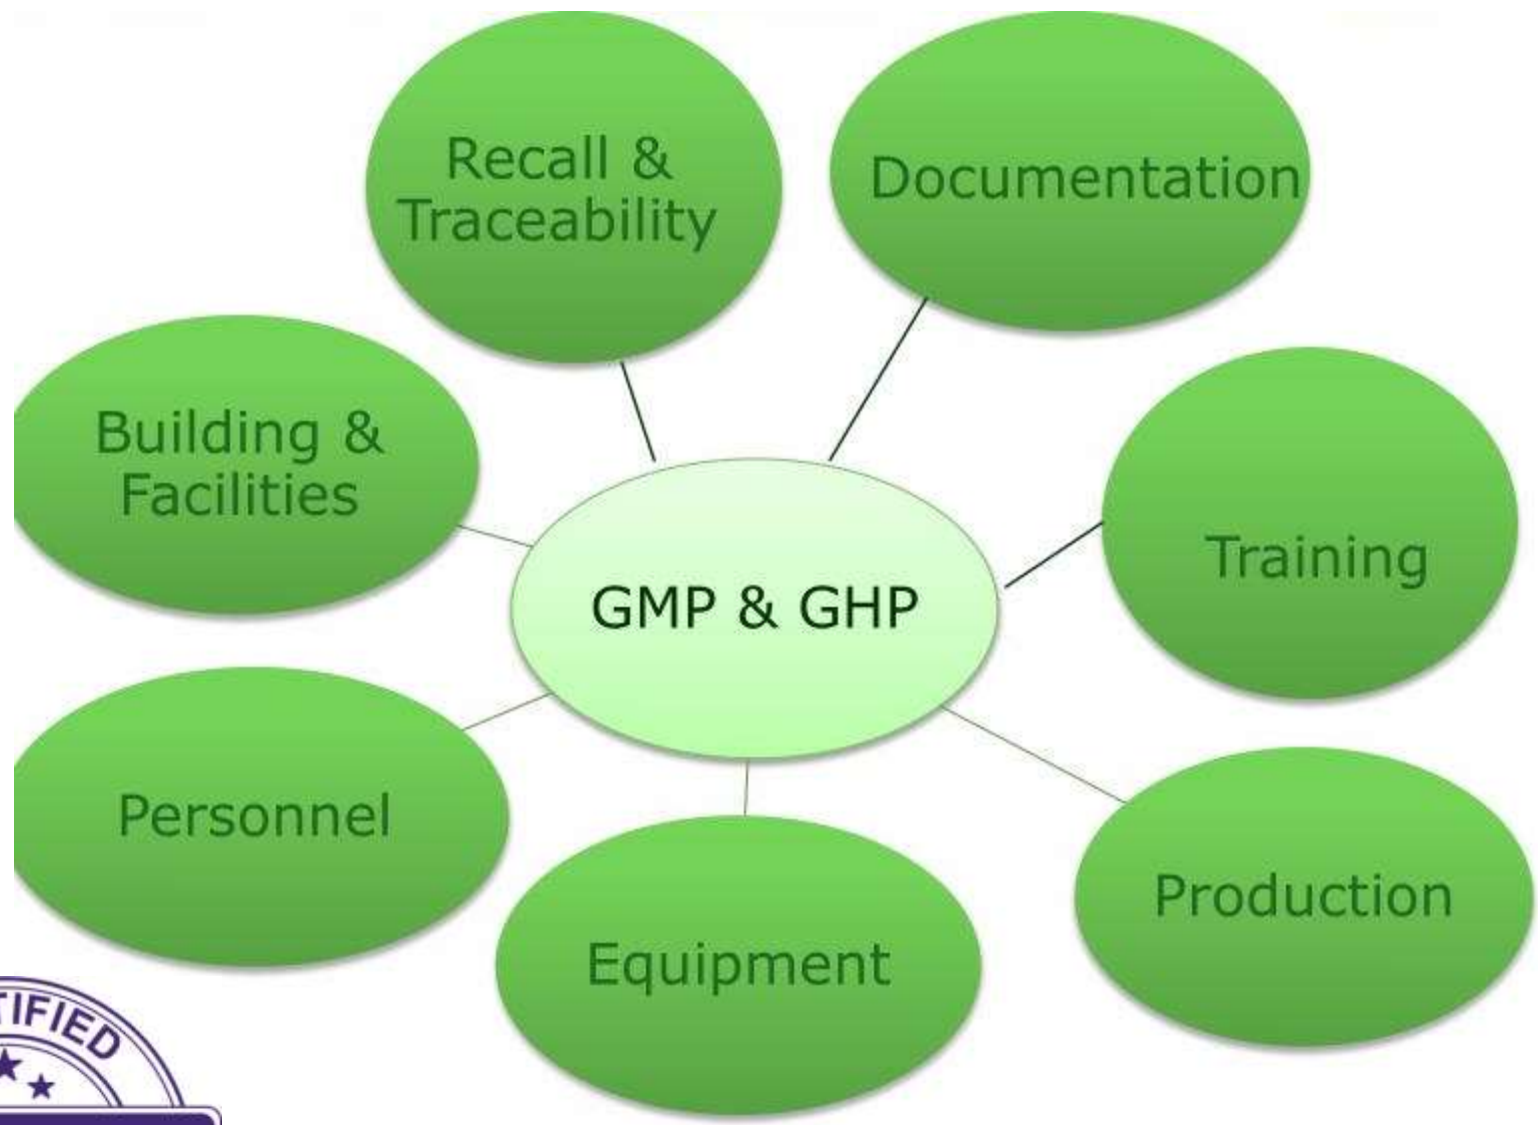 Recall &
Traceability
Documentation
Building &
Facilities
Training
GMP & GHP
Personnel
Production
Equipment
TIFIED